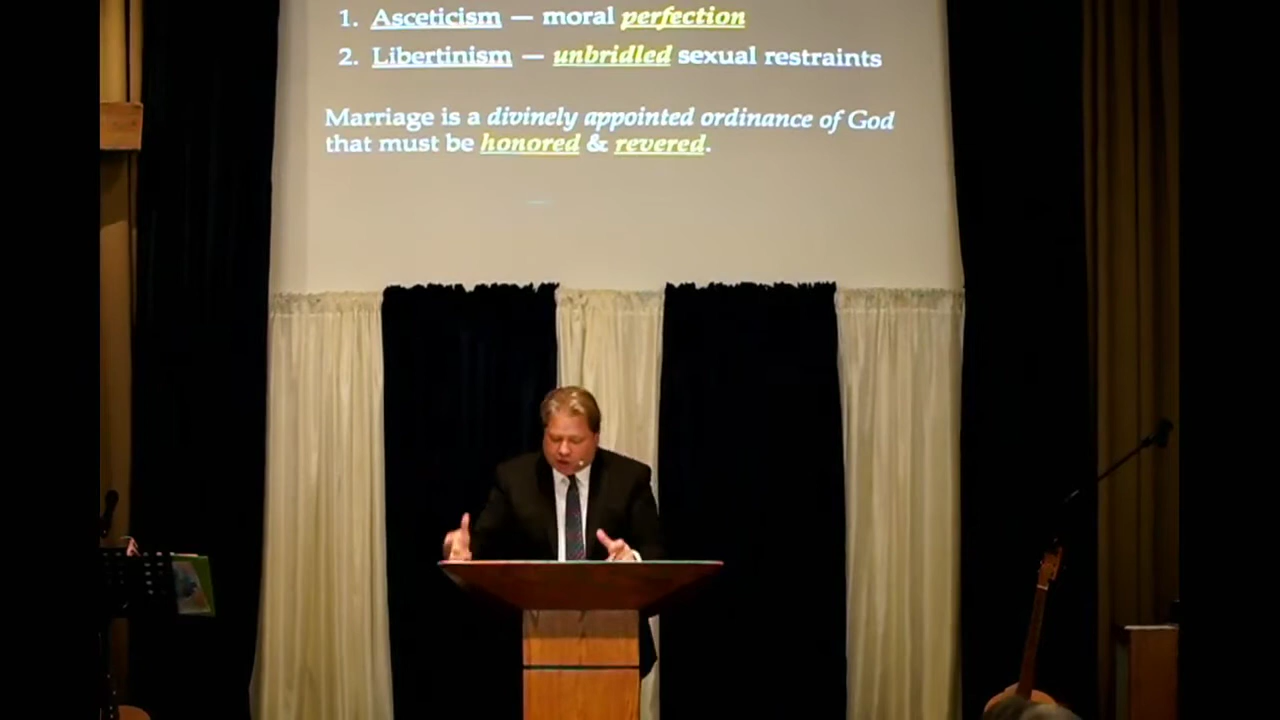 1. Asceticism — moral perfection
2. Libertinism — unbridled sexual restraints
Marriage is a divinely appointed ordinance of God
that must be honored & revered.